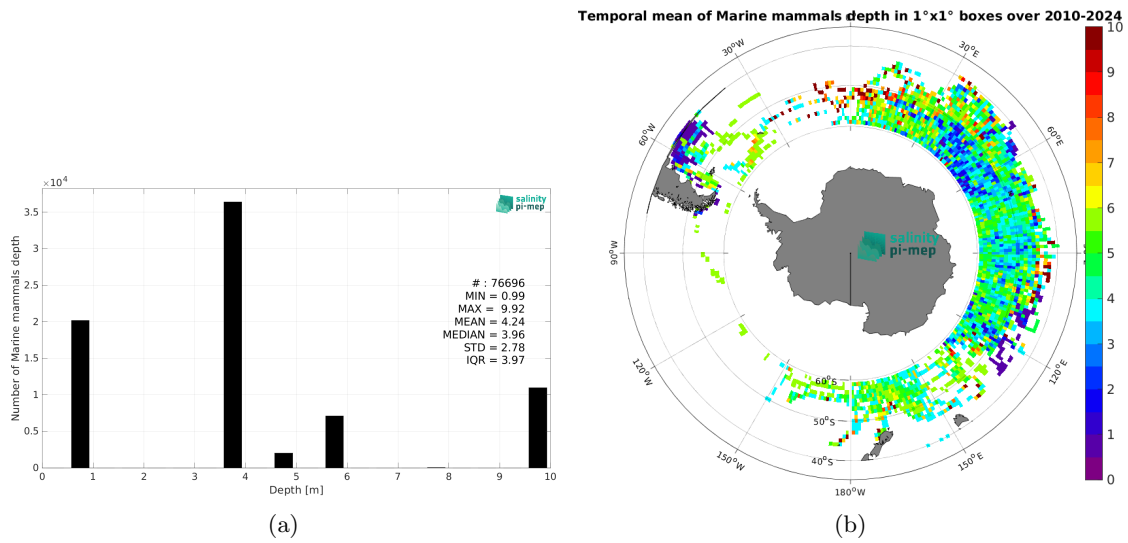 Temporal mean of Marine mammals depth in 1°x1° boxes over 2010-2024
×10⁴
3.5
3
2.5
2
1.5
1
0.5
0
Number of Marine mammals depth
0 1 2 3 4 5 6 7 8 9 10
Depth [m]
salinity
pi-mep
# : 76696
MIN = 0.99
MAX = 9.92
MEAN = 4.24
MEDIAN = 3.96
STD = 2.78
IQR = 3.97
(a)
30°W
30°E
60°W
60°E
90°W
120°W
120°E
150°W
150°E
180°W
60°S
50°S
40°S
salinity
pi-mep
10
9
8
7
6
5
4
3
2
1
0
(b)